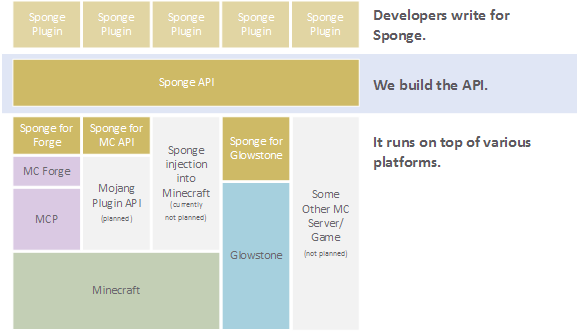 Sponge
Plugin
Sponge
Plugin
Sponge
Plugin
Sponge
Plugin
Sponge
Plugin
Developers write for
Sponge.
Sponge API
We build the API.
Sponge for
Forge
Sponge for
MC API
Sponge
injection
into
Minecraft
(currently
not planned)
Sponge for
Glowstone
Some
Other MC
Server/
Game
(not planned)
It runs on top of various
platforms.
MC Forge
MCP
Mojang
Plugin API
(planned)
Glowstone
Minecraft